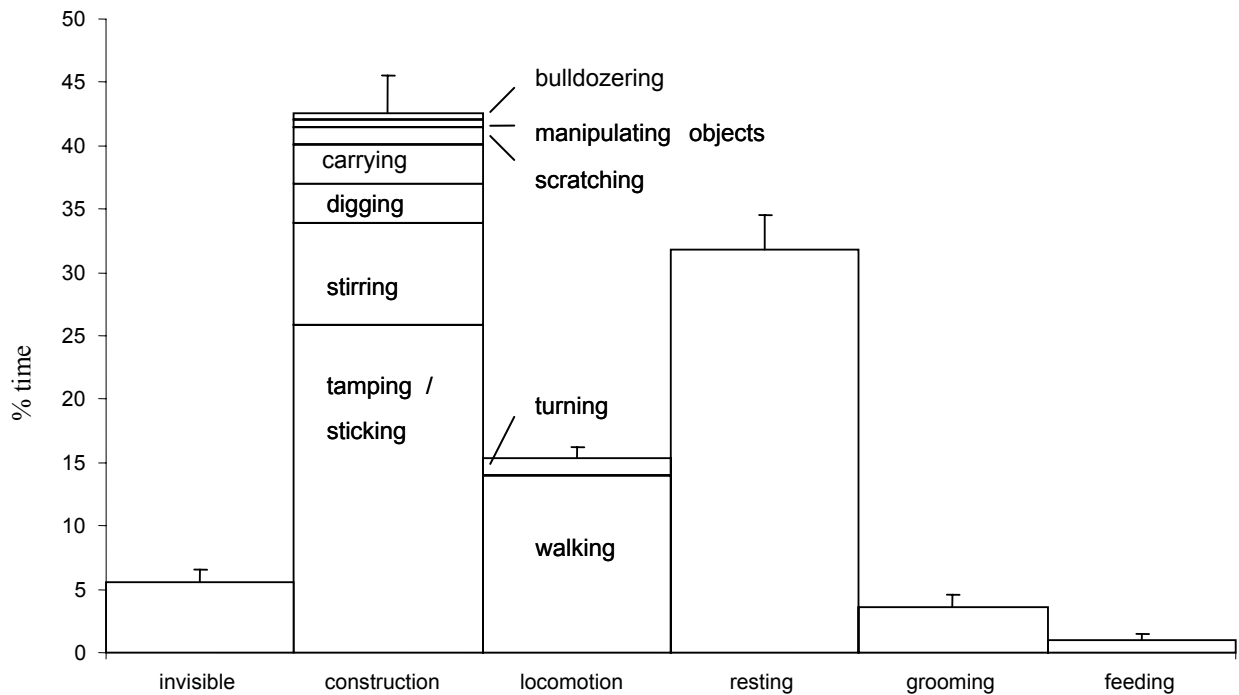 50
45
40
35
30
25
20
15
10
5
0
% time
bulldozering
manipulating objects
scratching
carrying
digging
stirring
tamping /
sticking
turning
walking
invisible construction locomotion resting grooming feeding